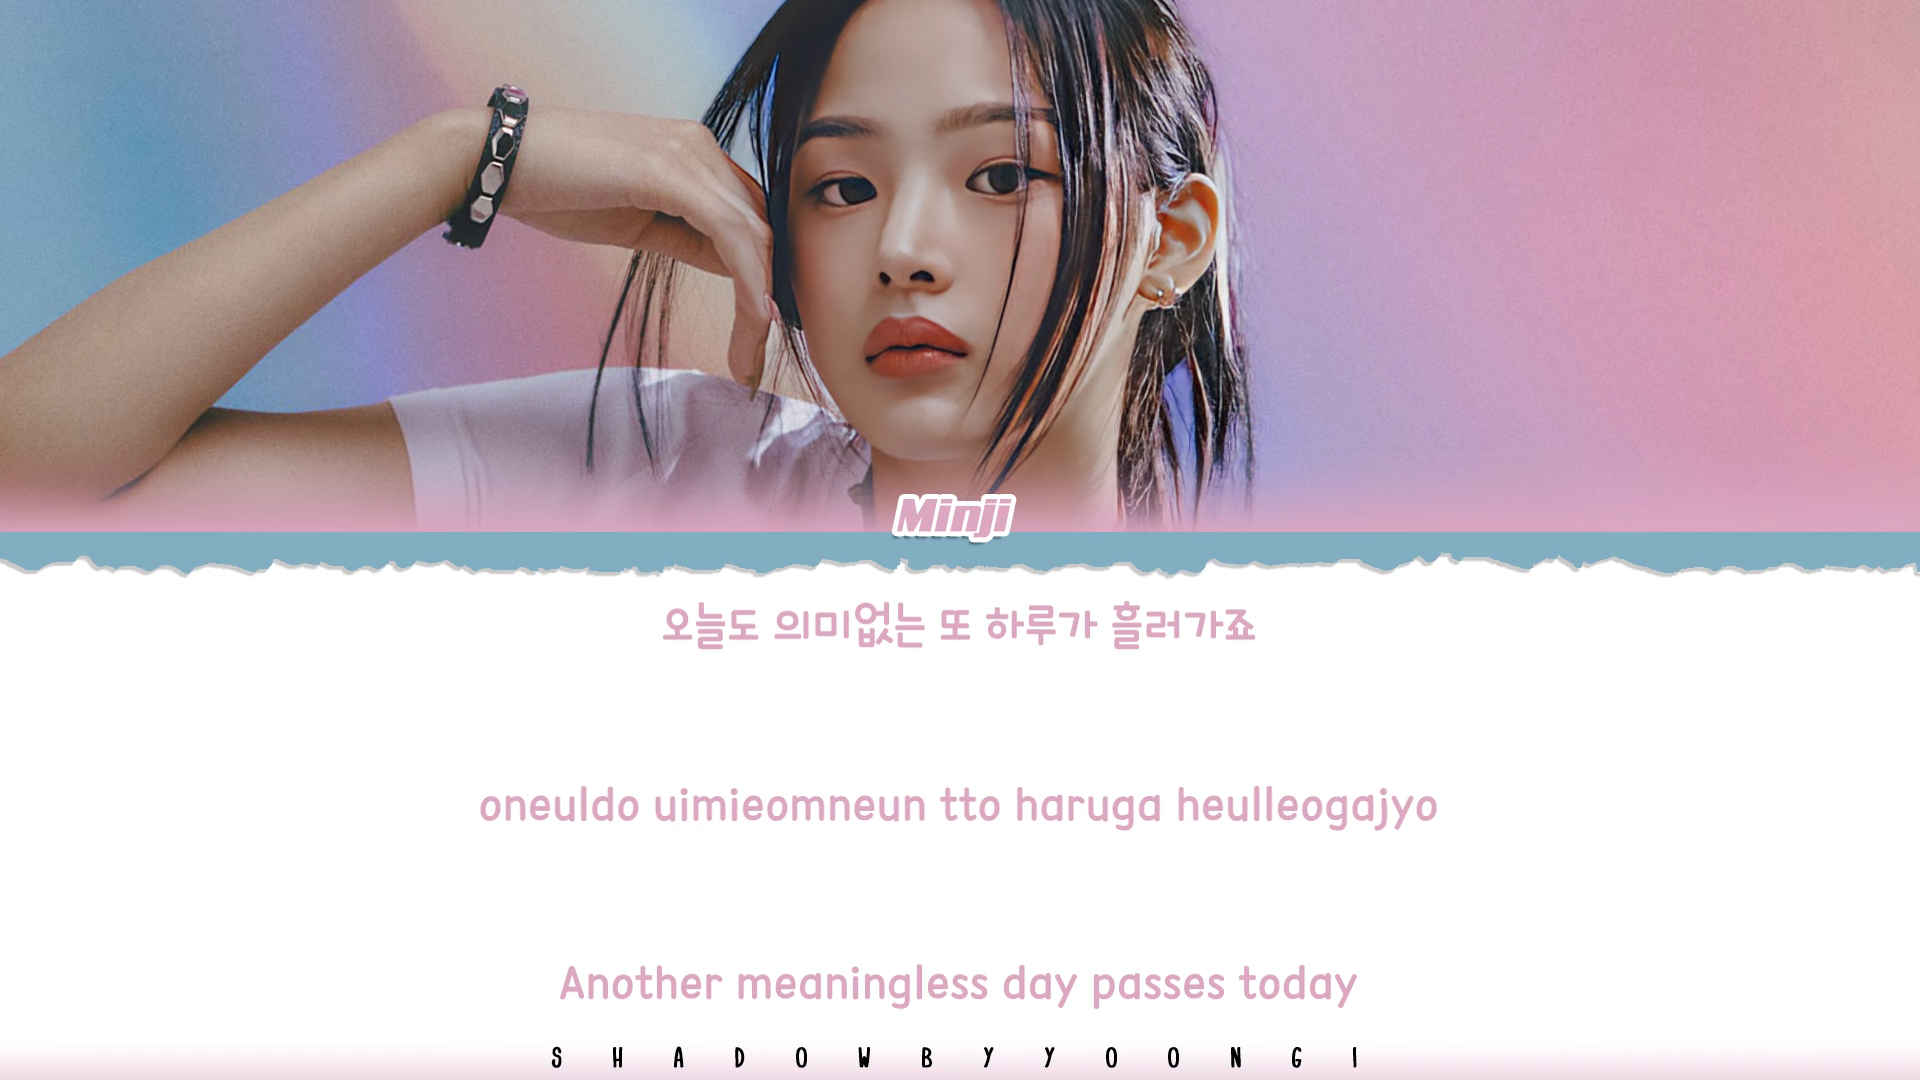 Minji
오늘도 의미없는 또 하루가 흘러가죠
oneuldo uimieomneun tto haruga heulleogajyo
Another meaningless day passes today
SHADOWBYYOONGI